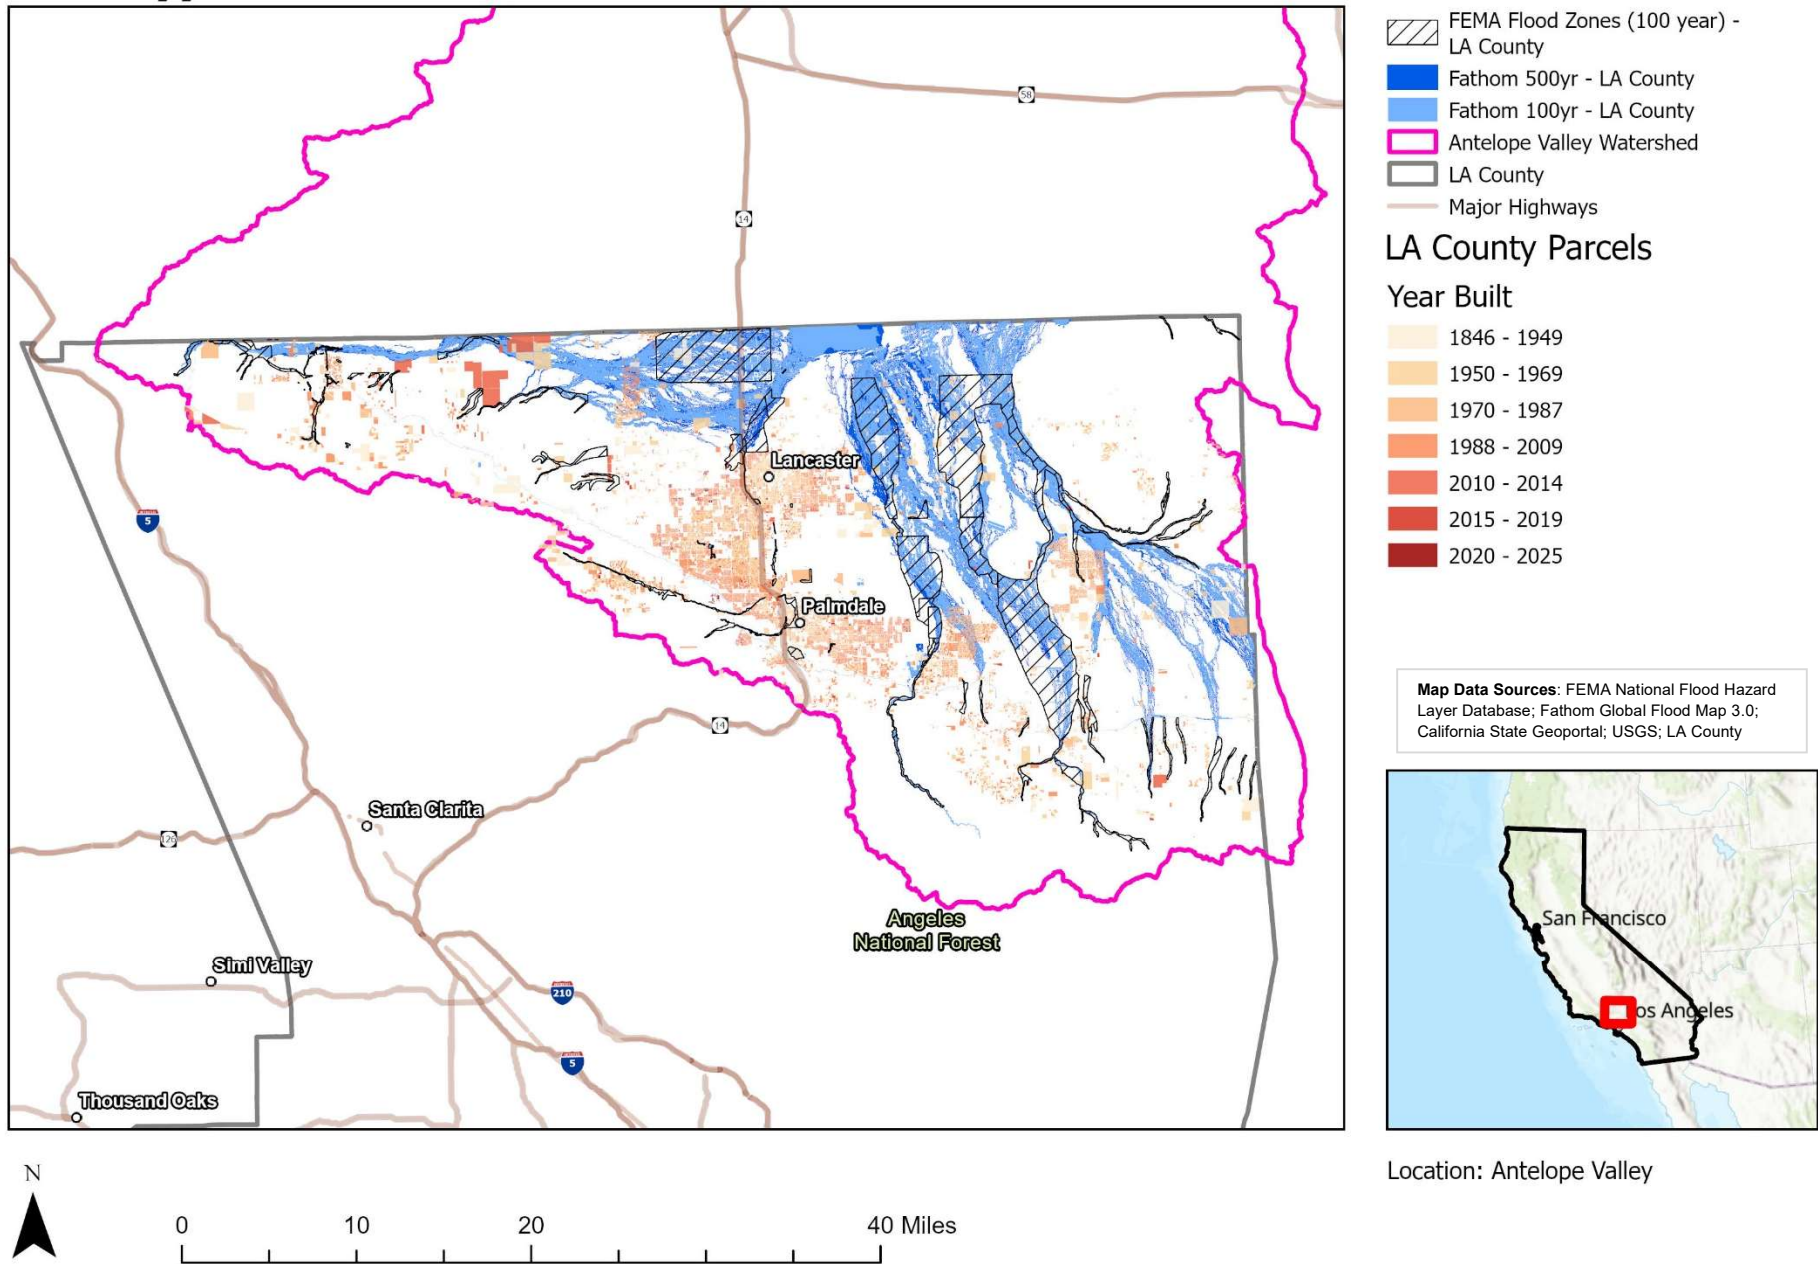 58
14
5
Lancaster
Palmdale
14
Santa Clarita
126
Angeles
National Forest
Simi Valley
210
5
Thousand Oaks
FEMA Flood Zones (100 year) -
LA County
Fathom 500yr - LA County
Fathom 100yr - LA County
Antelope Valley Watershed
LA County
Major Highways
LA County Parcels
Year Built
1846 - 1949
1950 - 1969
1970 - 1987
1988 - 2009
2010 - 2014
2015 - 2019
2020 - 2025
Map Data Sources: FEMA National Flood Hazard
Layer Database; Fathom Global Flood Map 3.0;
California State Geoportal; USGS; LA County
San Francisco
os Angeles
Location: Antelope Valley
N
0 10 20 40 Miles